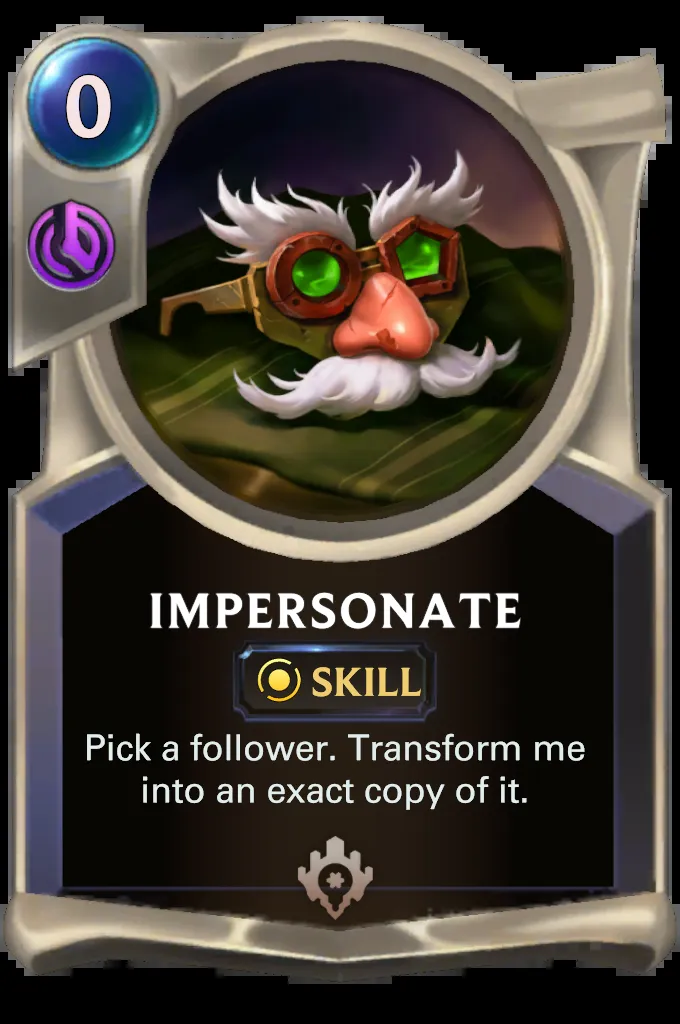 0
IMPERSONATE
SKILL
Pick a follower. Transform me
into an exact copy of it.